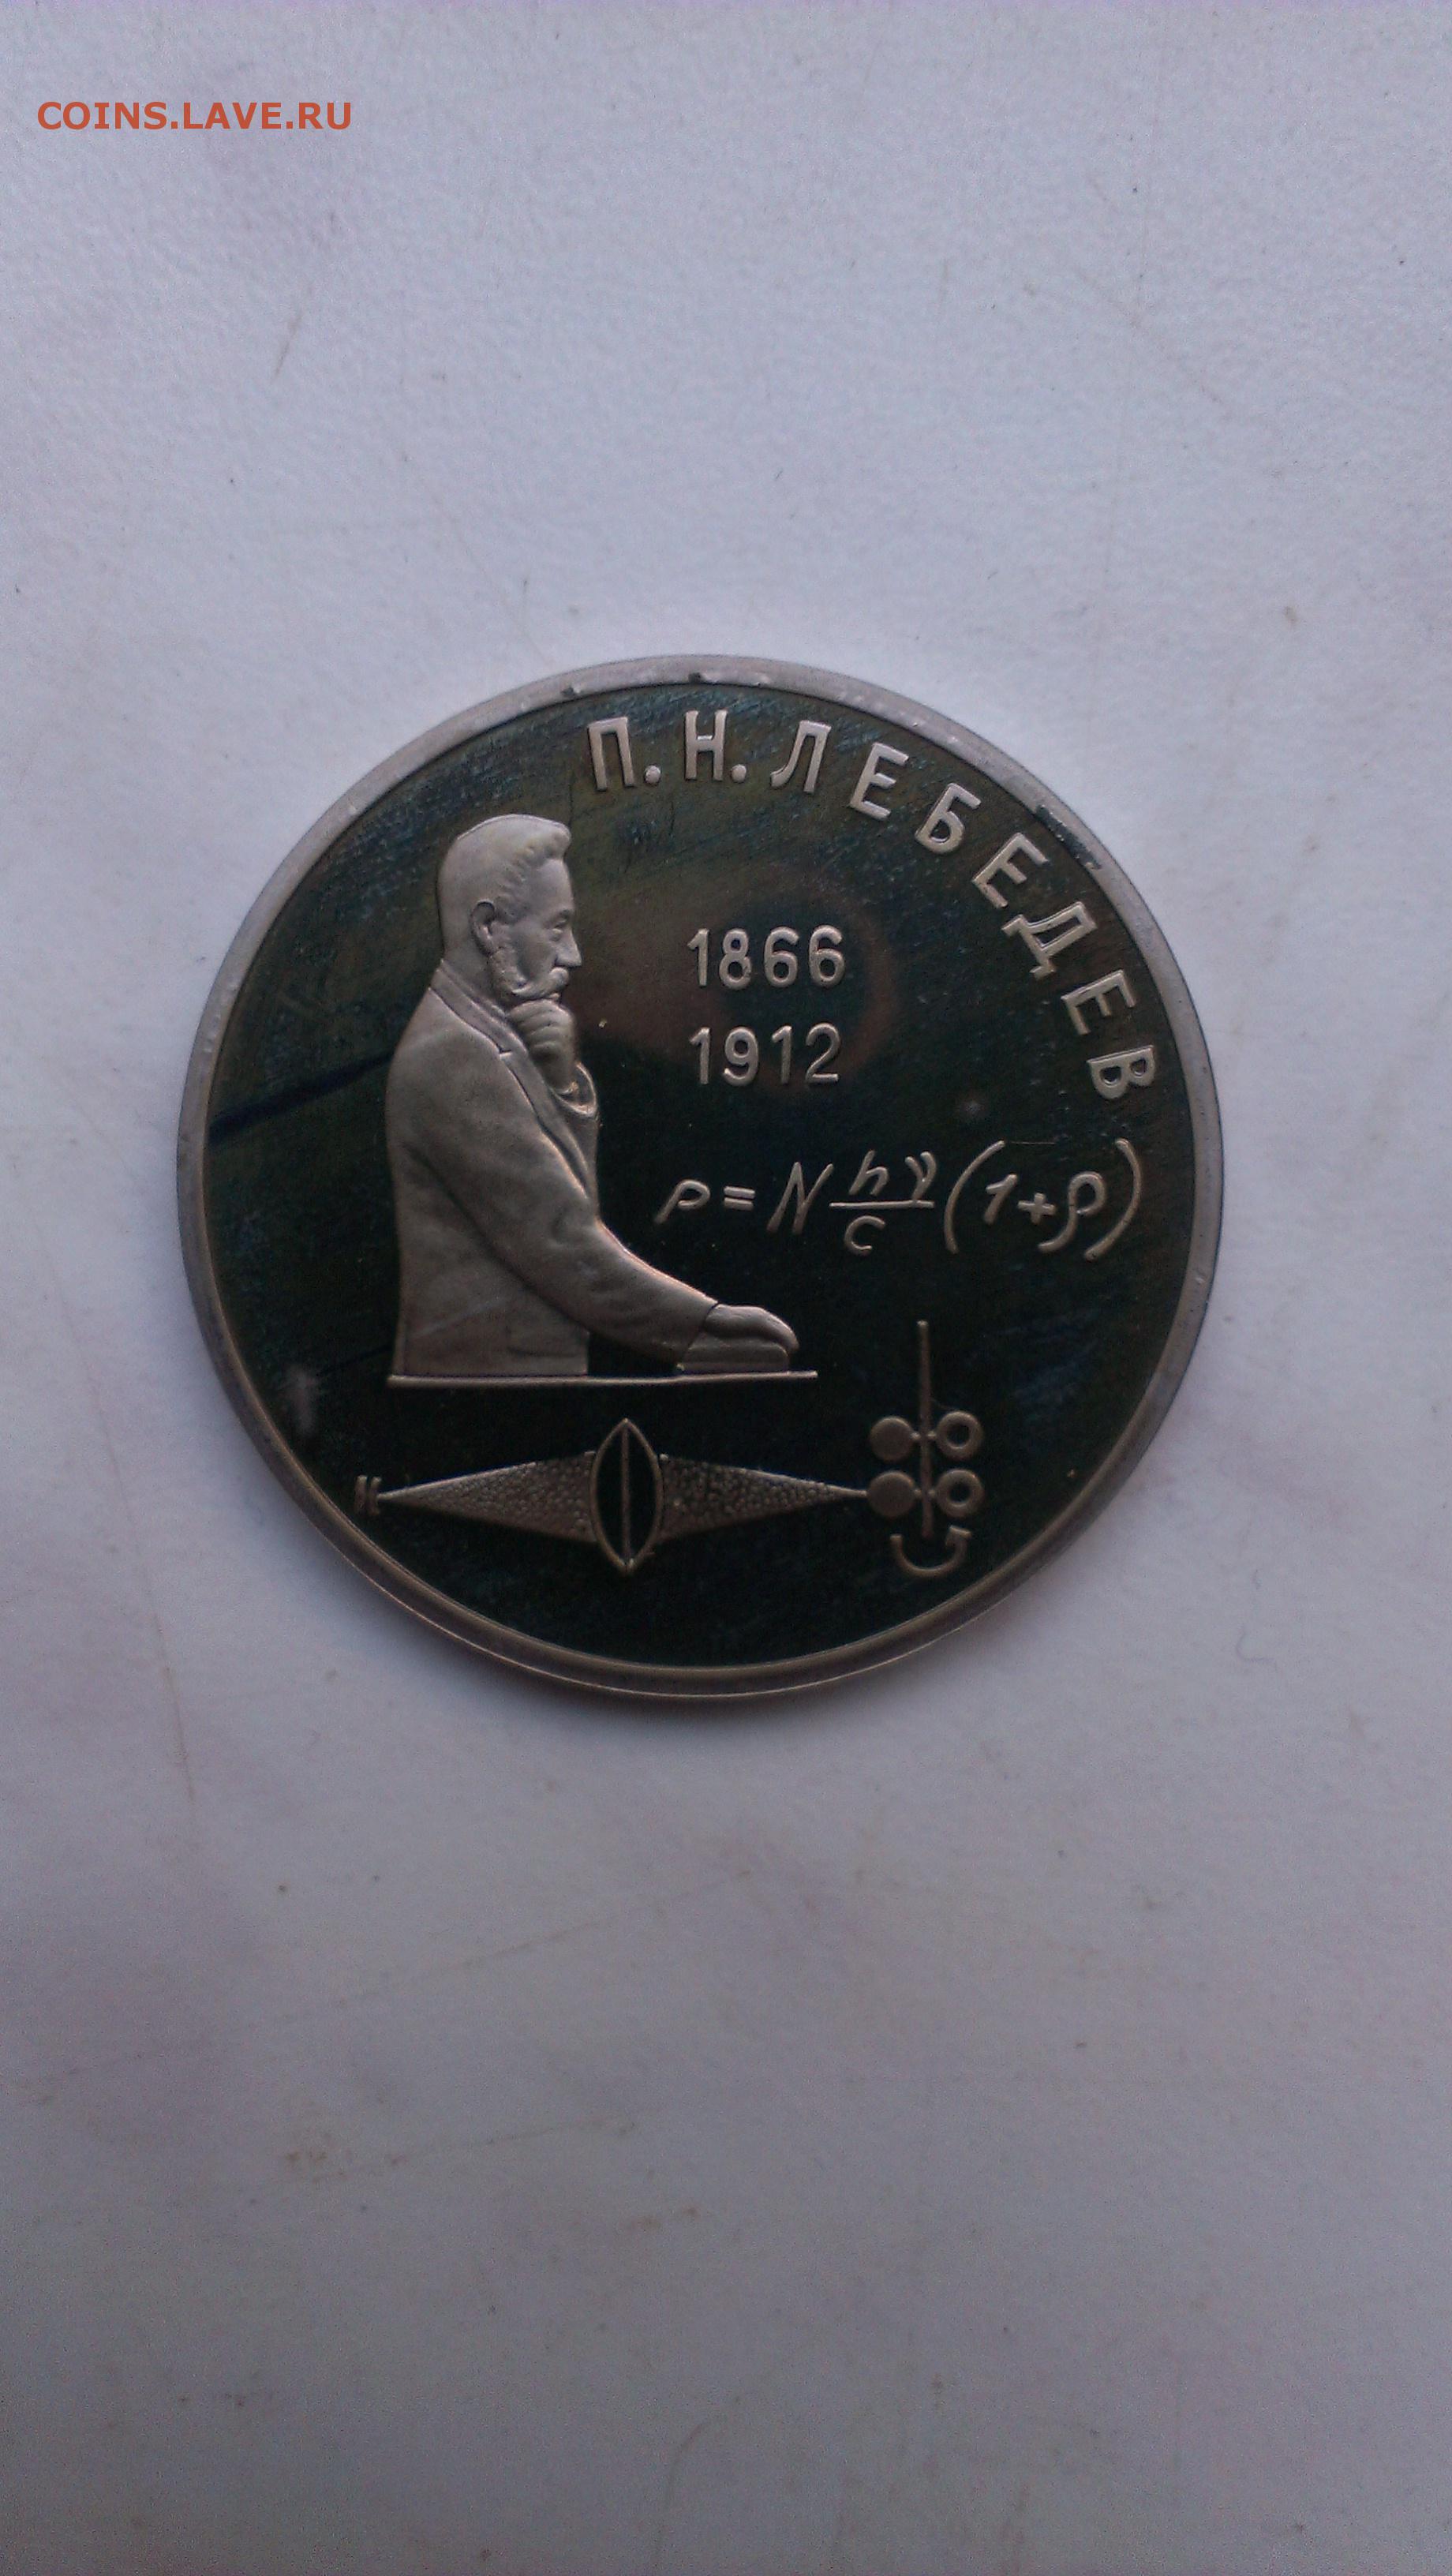 COINS.LAVE.RU
П. Н. ЛЕБЕДЕВ
1866
1912
p = N hν/c (1+ρ)